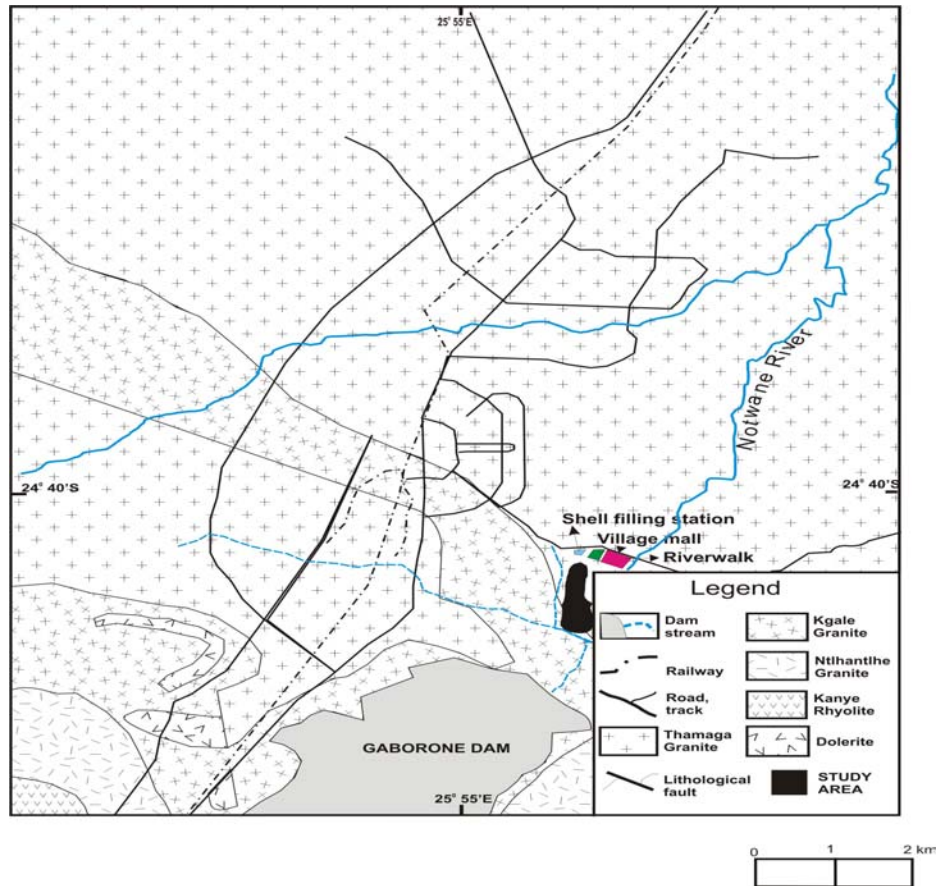 25° 55'E
Notwane River
24° 40'S
24° 40'S
Shell filling station
Village mall
Riverwalk
GABORONE DAM
25° 55'E
Legend
Dam
stream
Railway
Road,
track
Thamaga
Granite
Lithological
fault
Kgale
Granite
Ntlhantlhe
Granite
Kanye
Rhyolite
Dolerite
STUDY
AREA
0 1 2 km